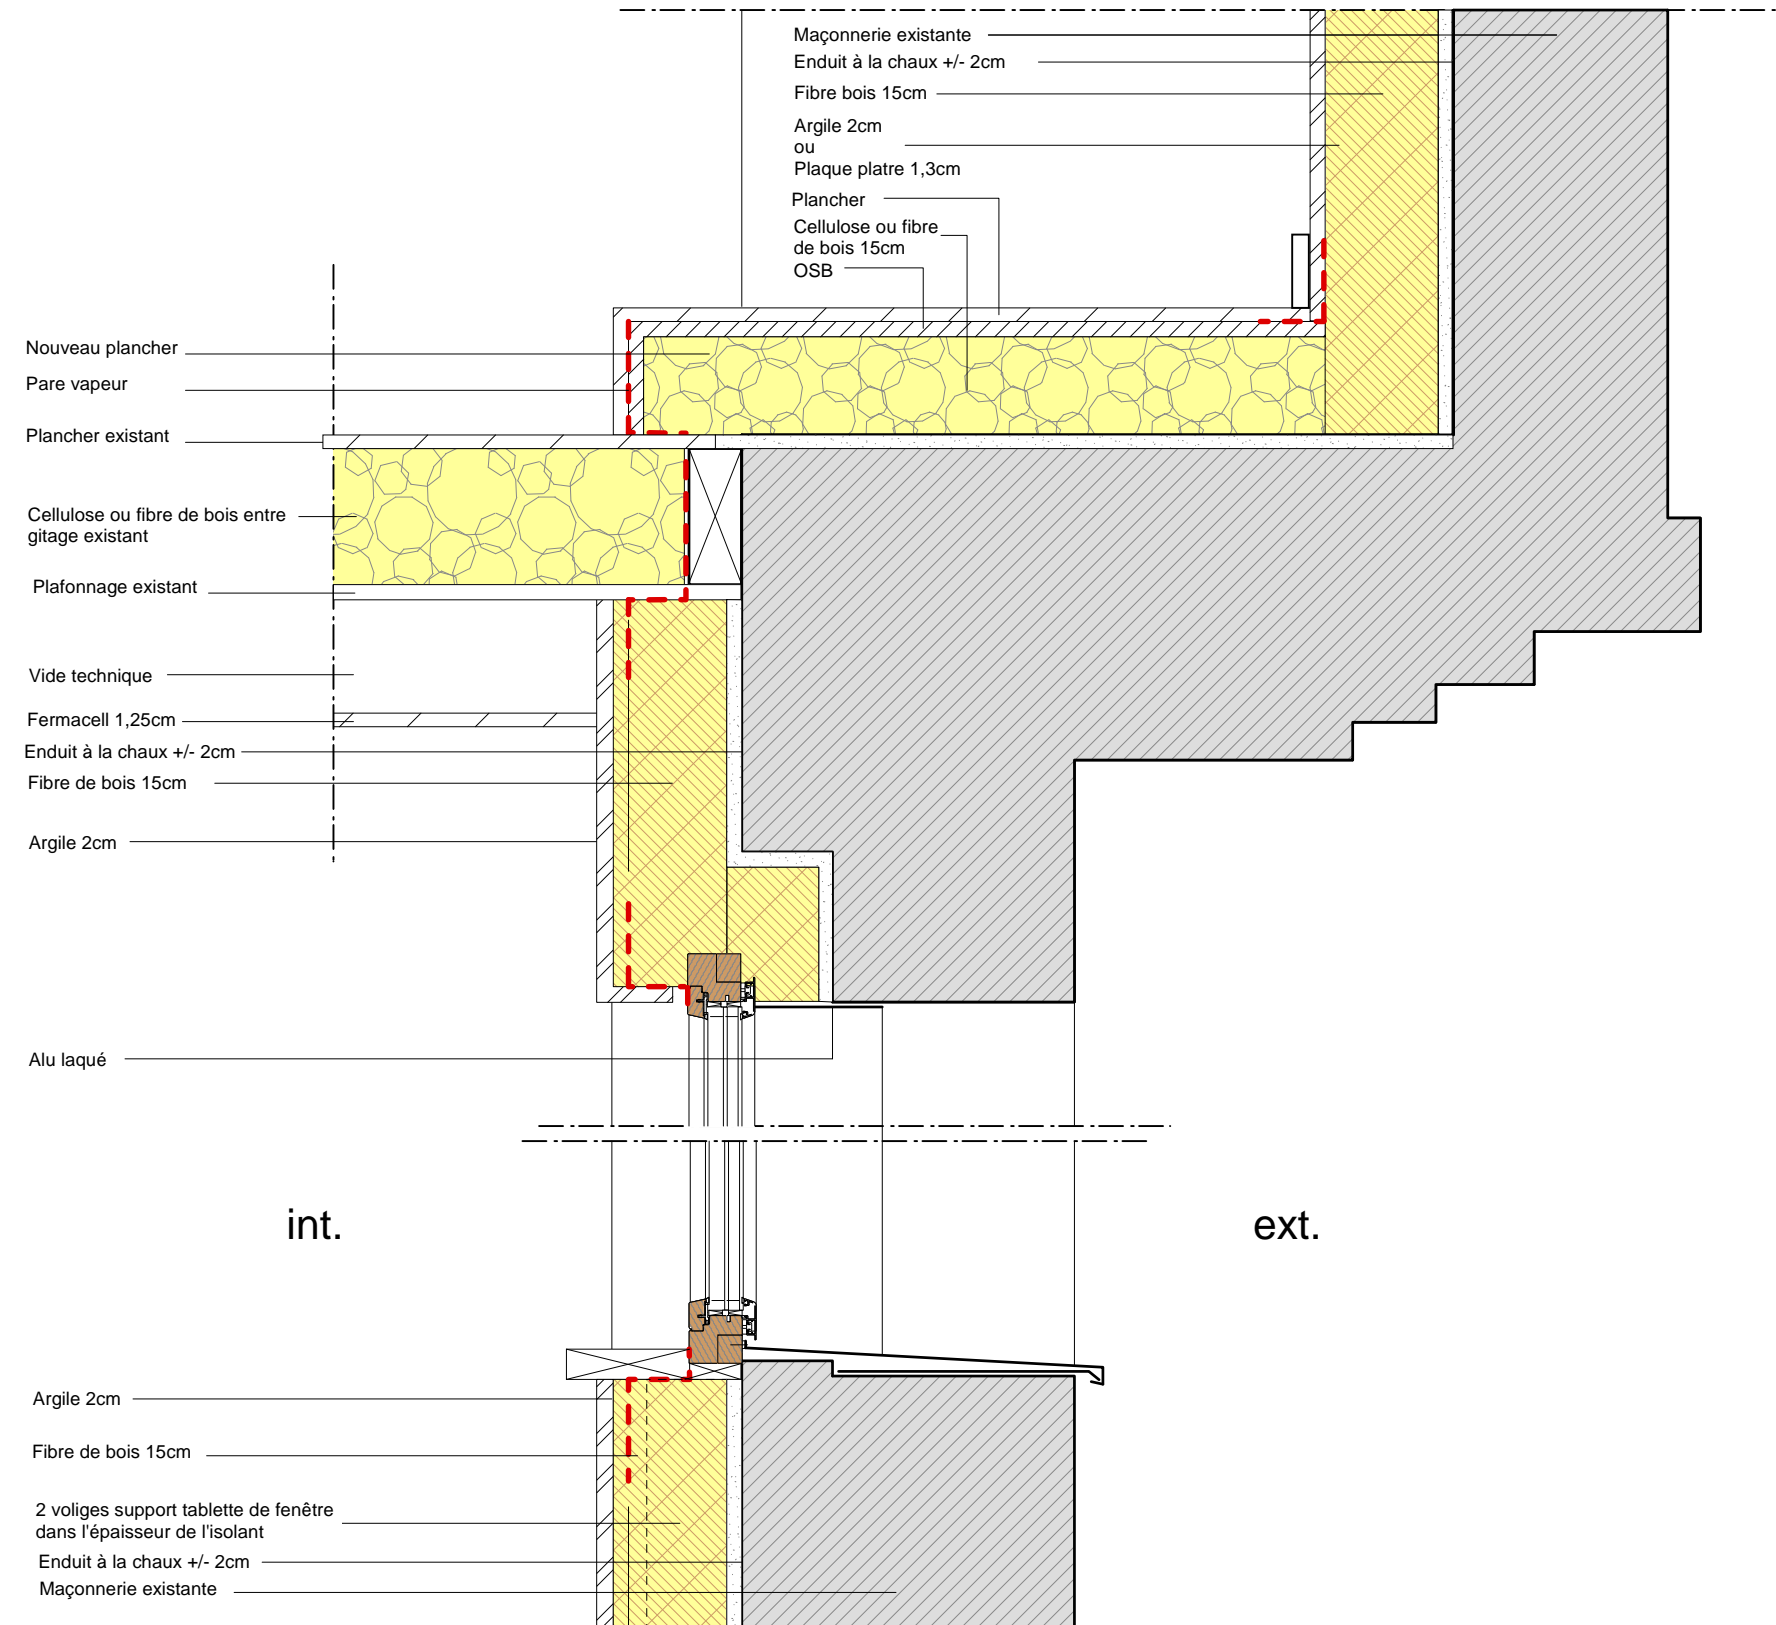 Maçonnerie existante
Enduit à la chaux +/- 2cm
Fibre bois 15cm
Argile 2cm
ou
Plaque platre 1,3cm
Plancher
Cellulose ou fibre
de bois 15cm
OSB
Nouveau plancher
Pare vapeur
Plancher existant
Cellulose ou fibre de bois entre
gitage existant
Plafonnage existant
Vide technique
Fermacell 1,25cm
Enduit à la chaux +/- 2cm
Fibre de bois 15cm
Argile 2cm
Alu laqué
int.
ext.
Argile 2cm
Fibre de bois 15cm
2 voliges support tablette de fenêtre
dans l'épaisseur de l'isolant
Enduit à la chaux +/- 2cm
Maçonnerie existante